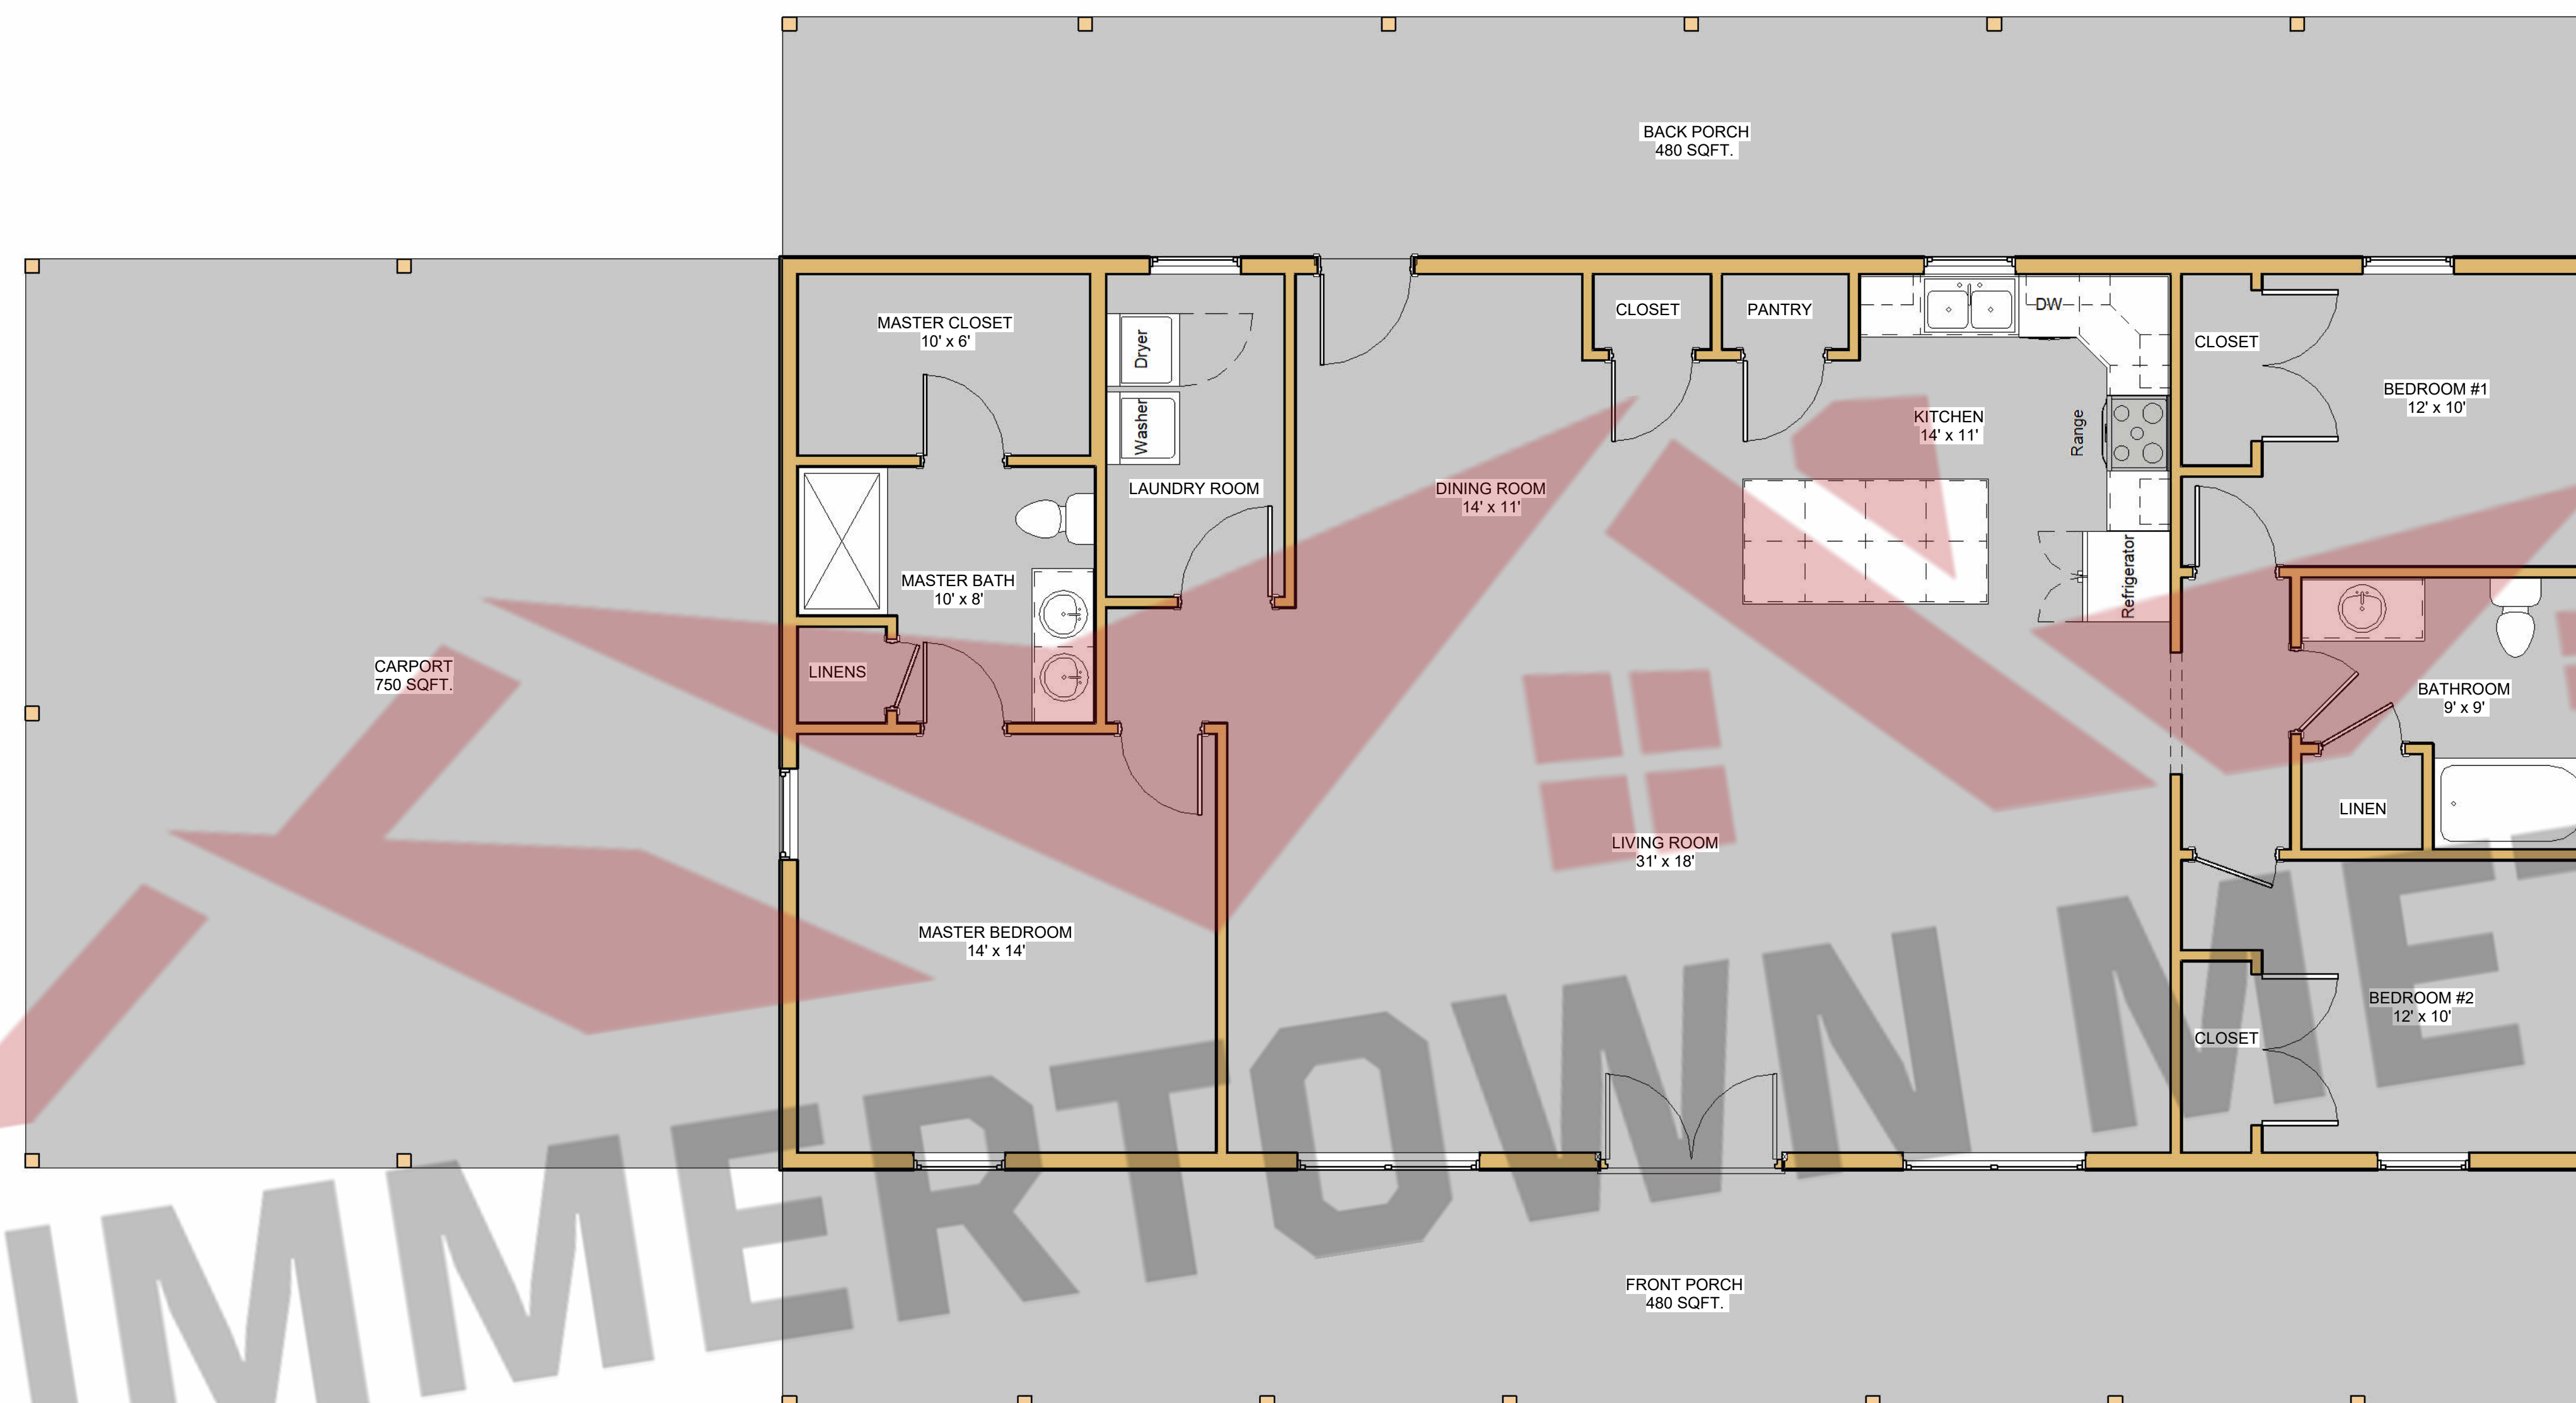 BACK PORCH
480 SQFT.
MASTER CLOSET
10' x 6'
Dryer
Washer
LAUNDRY ROOM
CLOSET
PANTRY
DW
KITCHEN
14' x 11'
Range
Refrigerator
DINING ROOM
14' x 11'
CLOSET
BEDROOM #1
12' x 10'
MASTER BATH
10' x 8'
LINENS
CARPORT
750 SQFT.
BATHROOM
9' x 9'
LINEN
LIVING ROOM
31' x 18'
MASTER BEDROOM
14' x 14'
BEDROOM #2
12' x 10'
CLOSET
FRONT PORCH
480 SQFT.
IMMERTOWN MET